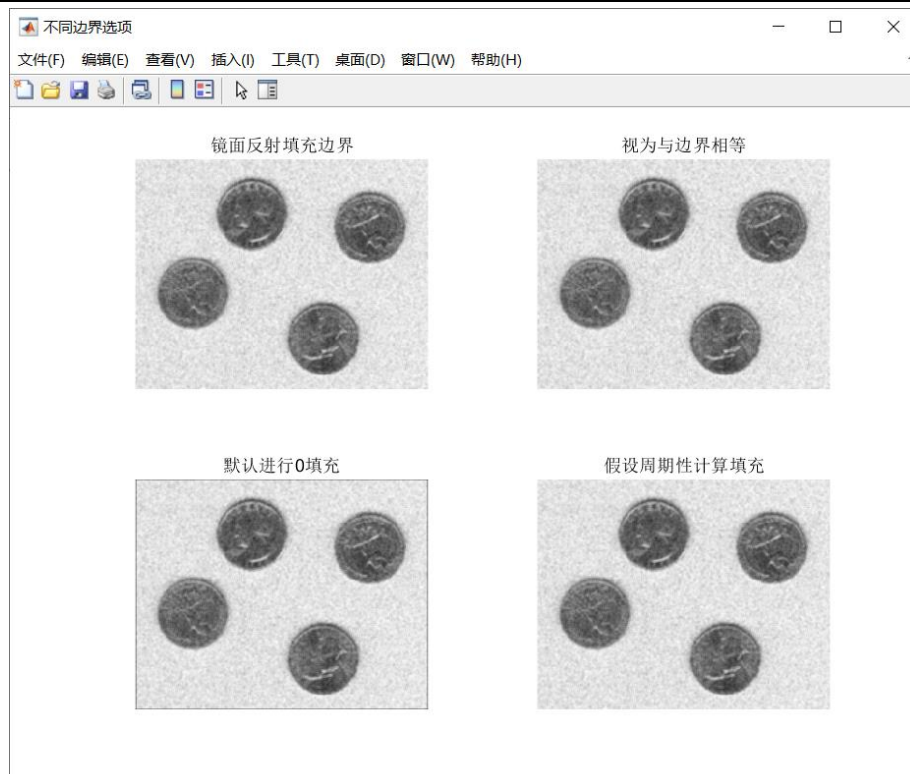 不同边界选项
文件(F) 编辑(E) 查看(V) 插入(I) 工具(T) 桌面(D) 窗口(W) 帮助(H)
镜面反射填充边界 视为与边界相等
默认进行0填充 假设周期性计算填充